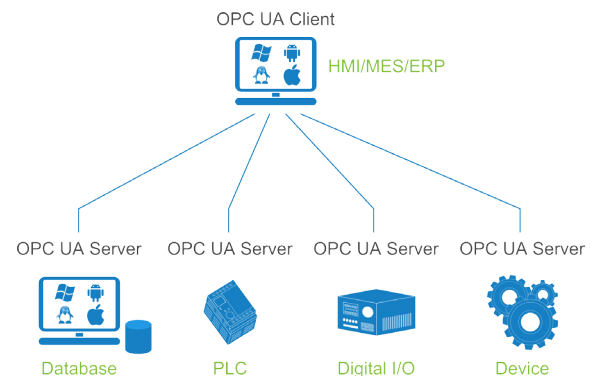 OPC UA Client
HMI/MES/ERP
OPC UA Server
OPC UA Server
OPC UA Server
OPC UA Server
Database
PLC
Digital I/O
Device